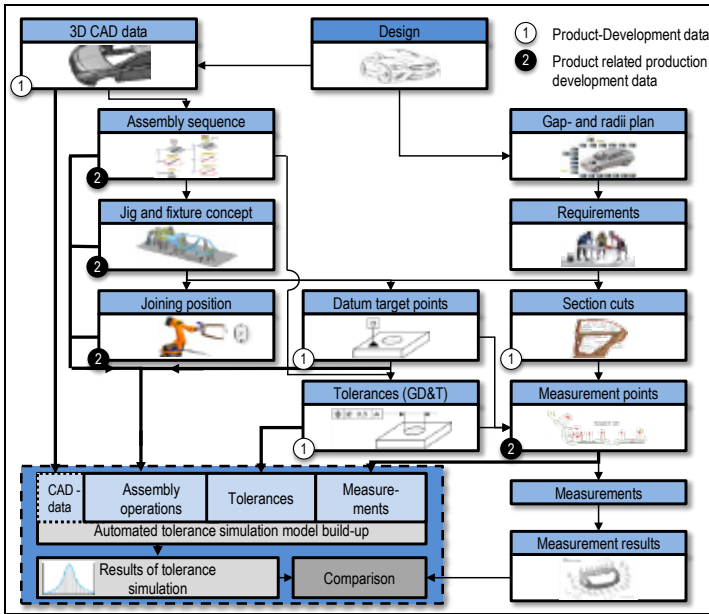 3D CAD data
Design
1
Product-Development data
2
Product related production
development data
1
Assembly sequence
Gap- and radii plan
2
Jig and fixture concept
Requirements
2
Joining position
Datum target points
Section cuts
2
1
1
Tolerances (GD&T)
Measurement points
1
2
CAD -
data
Assembly
operations
Tolerances
Measure-
ments
Measurements
Automated tolerance simulation model build-up
Measurement results
Results of tolerance
simulation
Comparison